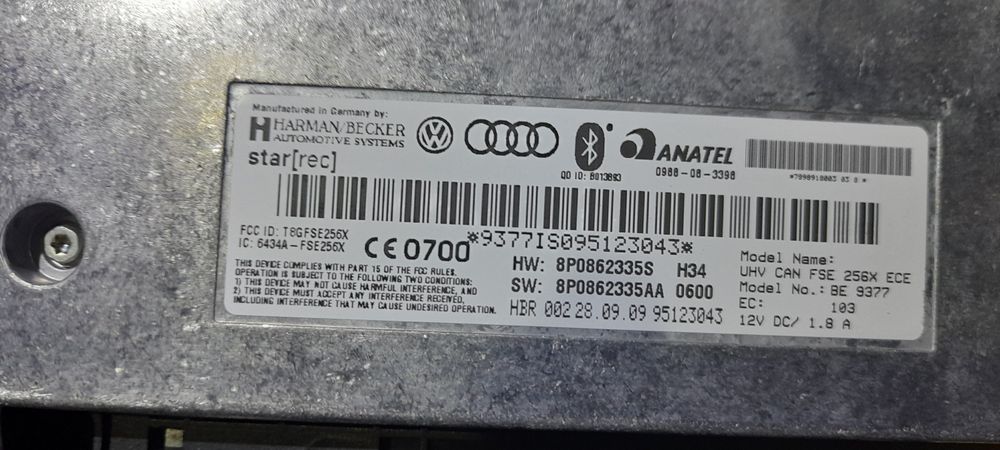 Manufactured in Germany by:
HARMAN/BECKER
AUTOMOTIVE SYSTEMS
star[rec]
QD ID: B013893
ANATEL
0988-08-3398
*9377IS095123043*
FCC ID: T8GFSE256X
IC: 6434A-FSE256X
CE0700
THIS DEVICE COMPLIES WITH PART 15 OF THE FCC RULES.
OPERATION IS SUBJECT TO THE FOLLOWING TWO CONDITIONS:
1) THIS DEVICE MAY NOT CAUSE HARMFUL INTERFERENCE, AND
2) THIS DEVICE MUST ACCEPT ANY INTERFERENCE RECEIVED,
INCLUDING INTERFERENCE THAT MAY CAUSE UNDESIRED OPERATION.
HW: 8P0862335S H34
SW: 8P0862335AA 0600
HBR 002 28.09.09 95123043
Model Name:
UHV CAN FSE 256X ECE
Model No.: BE 9377
EC: 103
12V DC/ 1.8 A